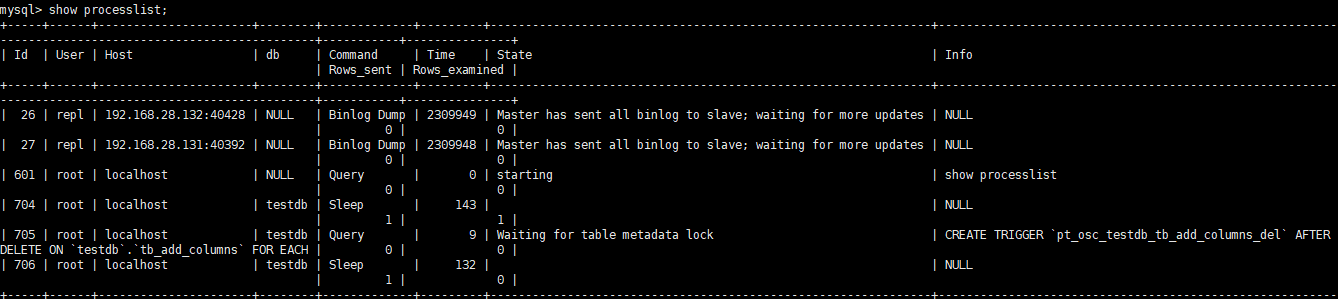 mysql> show processlist;
+-----+------+----------------------+--------+-------------+---------+---------------------------------------------------------------+---------------------------------------------------------
---------------------------------------------+-----------+---------------+
| Id  | User | Host                 | db     | Command     | Time    | State                                                         | Info
                                             | Rows_sent | Rows_examined |
+-----+------+----------------------+--------+-------------+---------+---------------------------------------------------------------+---------------------------------------------------------
---------------------------------------------+-----------+---------------+
|  26 | repl | 192.168.28.132:40428 | NULL   | Binlog Dump | 2309949 | Master has sent all binlog to slave; waiting for more updates | NULL
                                             |         0 |             0 |
|  27 | repl | 192.168.28.131:40392 | NULL   | Binlog Dump | 2309948 | Master has sent all binlog to slave; waiting for more updates | NULL
                                             |         0 |             0 |
| 601 | root | localhost            | NULL   | Query       |       0 | starting                                                      | show processlist
                                             |         0 |             0 |
| 704 | root | localhost            | testdb | Sleep       |     143 |                                                               | NULL
                                             |         1 |             1 |
| 705 | root | localhost            | testdb | Query       |       9 | Waiting for table metadata lock                               | CREATE TRIGGER `pt_osc_testdb_tb_add_columns_del` AFTER
DELETE ON `testdb`.`tb_add_columns` FOR EACH |         0 |             0 |
| 706 | root | localhost            | testdb | Sleep       |     132 |                                                               | NULL
                                             |         1 |             0 |
+-----+------+----------------------+--------+-------------+---------+---------------------------------------------------------------+---------------------------------------------------------